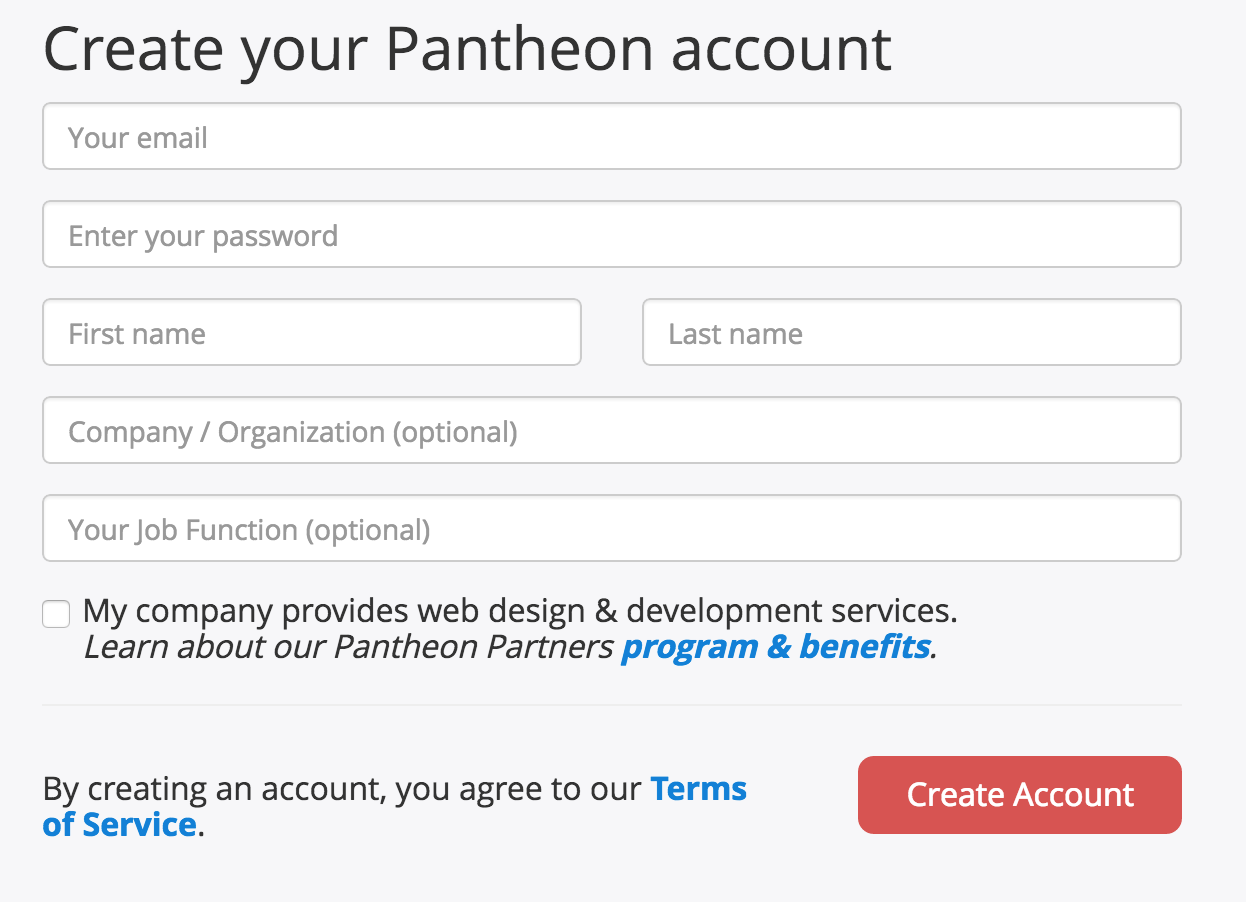 Create your Pantheon account
Your email
Enter your password
First name
Last name
Company / Organization (optional)
Your Job Function (optional)
My company provides web design & development services.
Learn about our Pantheon Partners program & benefits.
By creating an account, you agree to our Terms
of Service.
Create Account